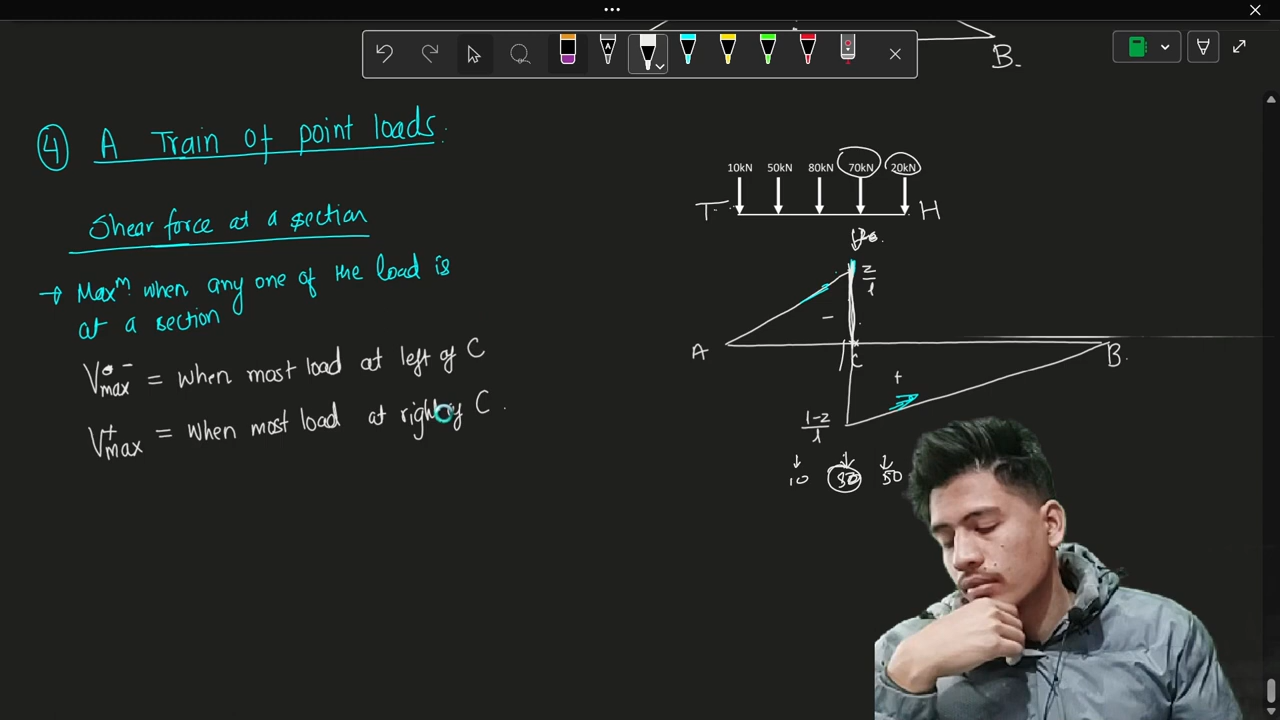 B.
④ A Train of point loads:
10kN 50kN 80kN 70kN 20kN
T H
Shear force at a section
→ Maxᵐ. when any one of the load is
at a section
V⁻max = when most load at left of C
V⁺max = when most load at right of C.
z/l
−
A C B.
+
1-z/l
10 80 50